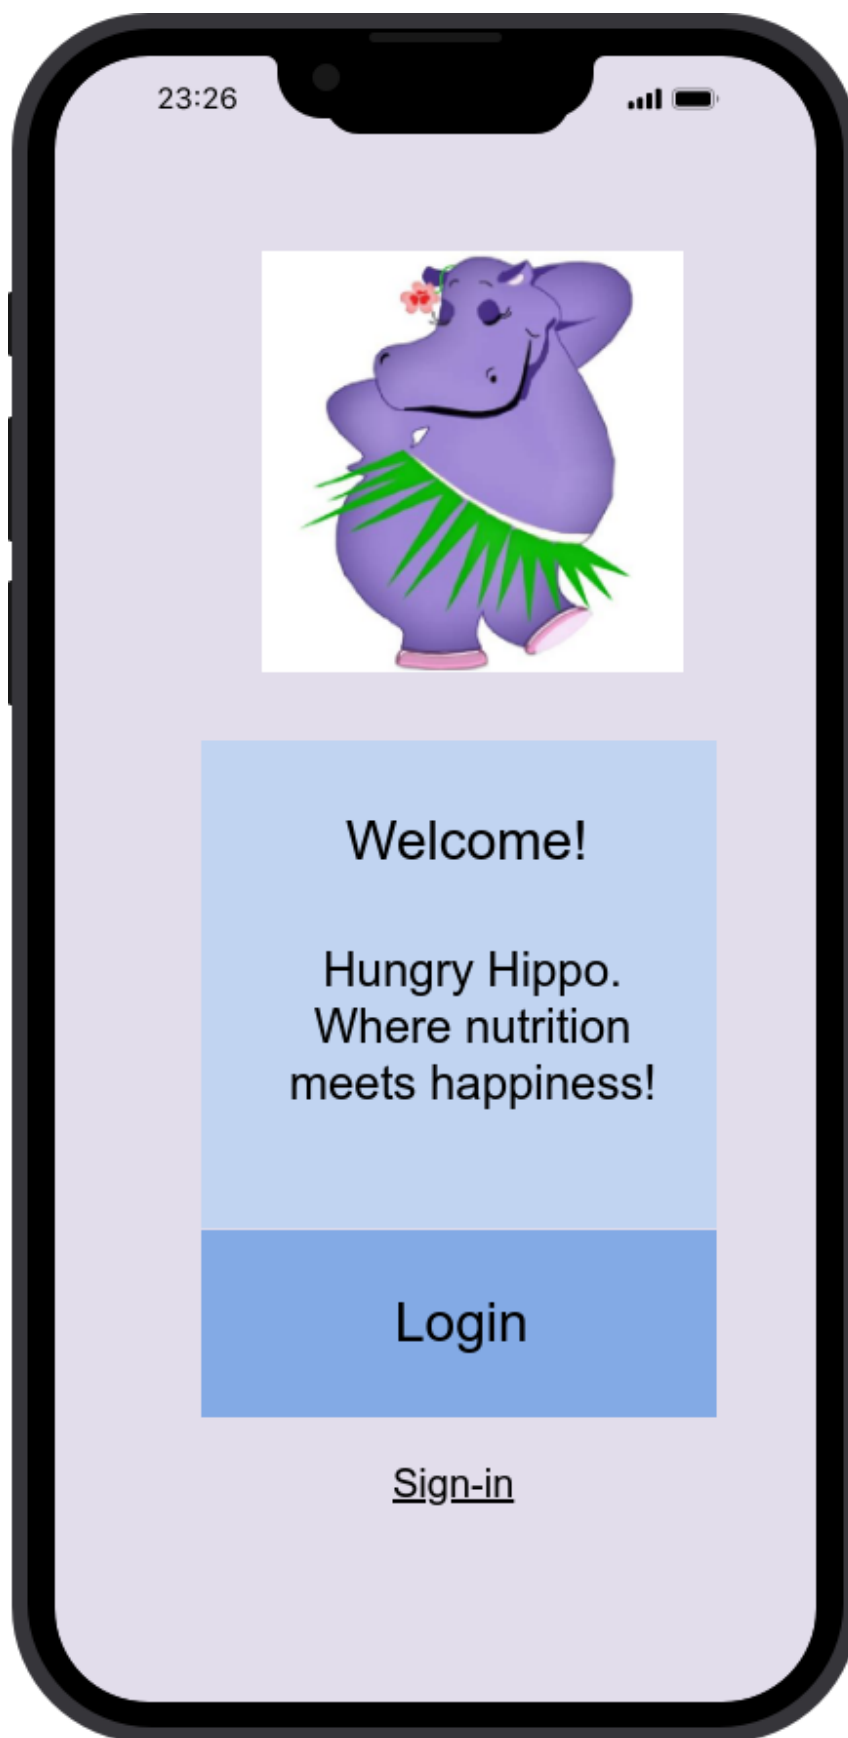 23:26
Welcome!
Hungry Hippo.
Where nutrition
meets happiness!
Login
Sign-in